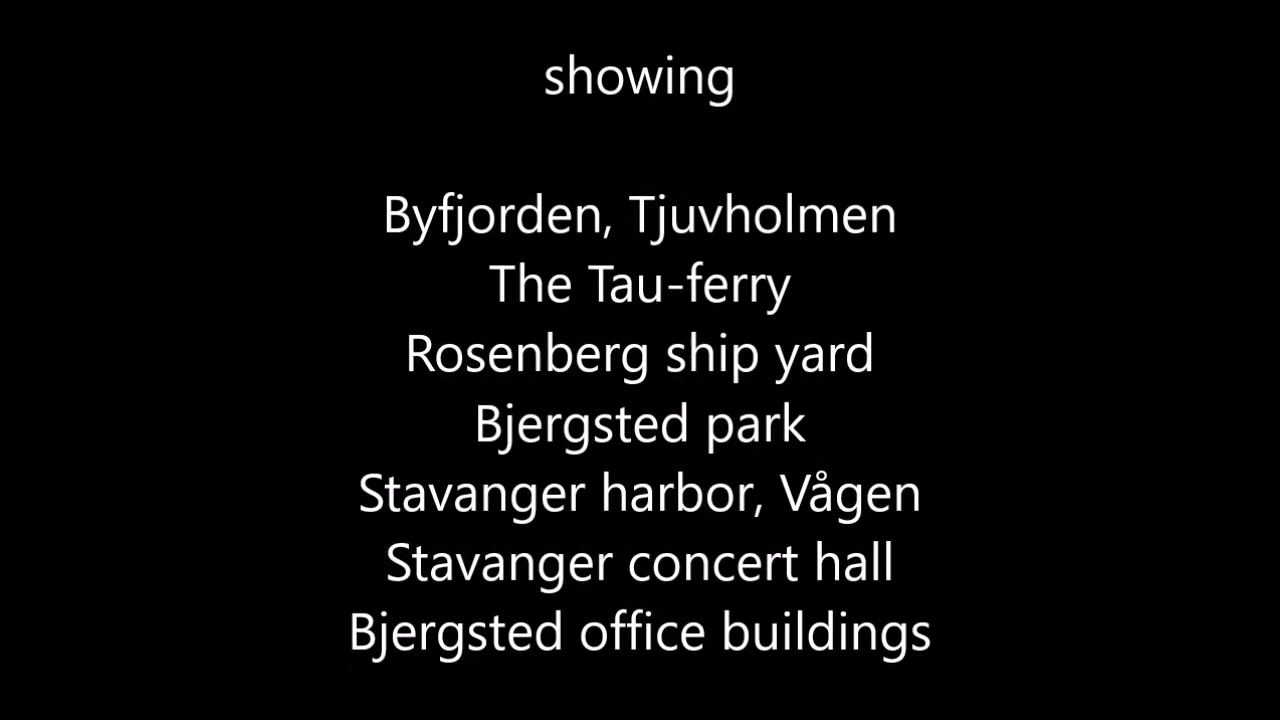 showing
Byfjorden, Tjuvholmen
The Tau-ferry
Rosenberg ship yard
Bjergsted park
Stavanger harbor, Vågen
Stavanger concert hall
Bjergsted office buildings